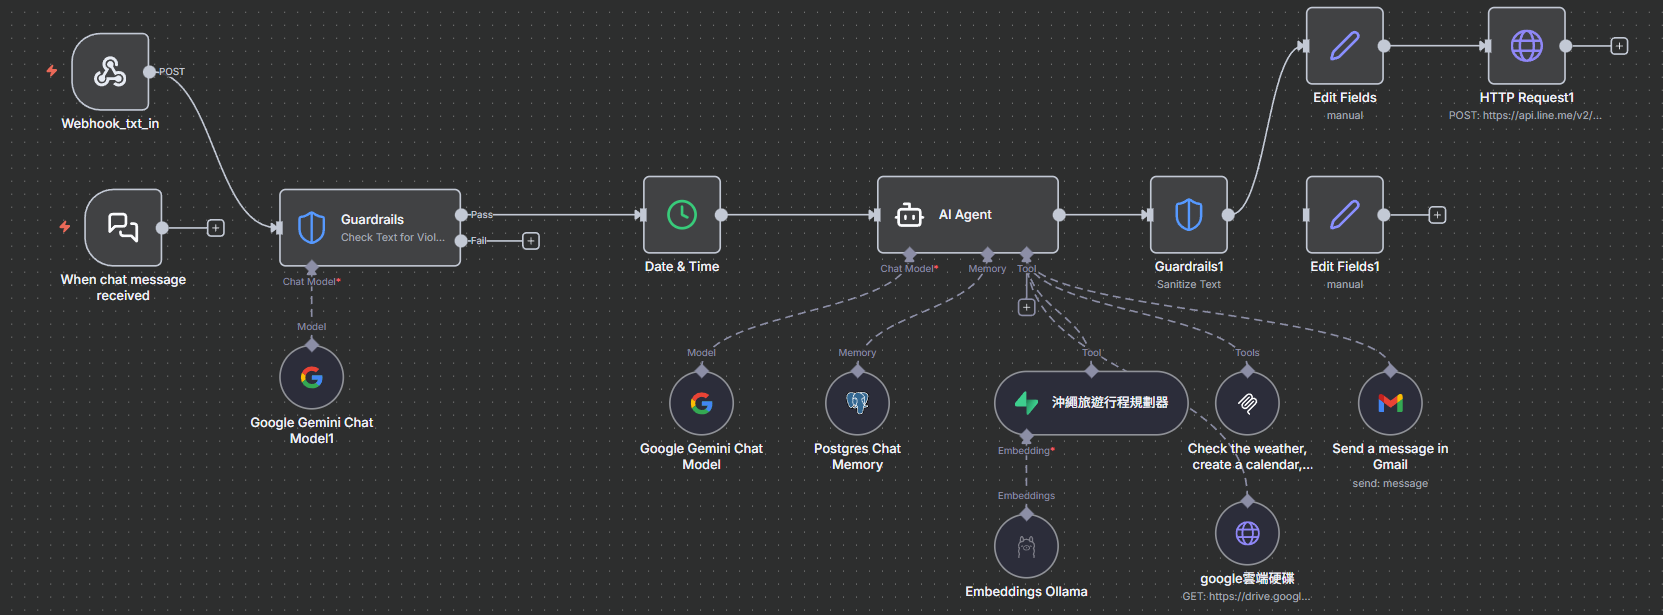 POST
Webhook_txt_in
When chat message
received
Guardrails
Check Text for Viol...
Pass
Fail
Chat Model*
Model
Google Gemini Chat
Model1
Date & Time
AI Agent
Chat Model*
Memory
Tool
Model
Google Gemini Chat
Model
Memory
Postgres Chat
Memory
Tool
沖繩旅遊行程規劃器
Embedding*
Embeddings
Embeddings Ollama
Tools
Check the weather,
create a calendar,...
google雲端硬碟
GET: https://drive.googl...
Send a message in
Gmail
send: message
Guardrails1
Sanitize Text
Edit Fields
manual
HTTP Request1
POST: https://api.line.me/v2/...
Edit Fields1
manual